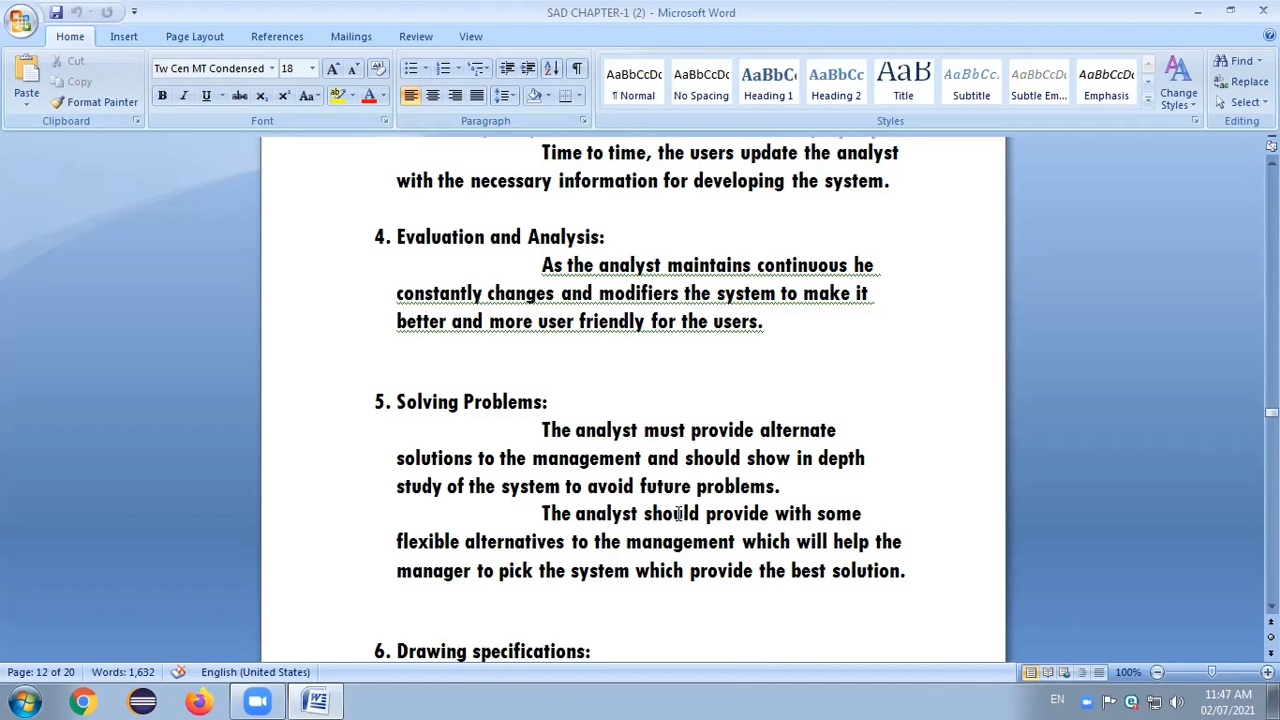 SAD CHAPTER-1 (2) - Microsoft Word
Home Insert Page Layout References Mailings Review View
Paste
Cut
Copy
Format Painter
Clipboard
Tw Cen MT Condensed 18
Font
Paragraph
AaBbCcDc AaBbCcDc AaBbC AaBbCc AaB AaBbCc. AaBbCcDc AaBbCcDc
¶ Normal No Spacing Heading 1 Heading 2 Title Subtitle Subtle Em... Emphasis
Change
Styles
Styles
Find
Replace
Select
Editing
Time to time, the users update the analyst
with the necessary information for developing the system.
4. Evaluation and Analysis:
As the analyst maintains continuous he
constantly changes and modifiers the system to make it
better and more user friendly for the users.
5. Solving Problems:
The analyst must provide alternate
solutions to the management and should show in depth
study of the system to avoid future problems.
The analyst should provide with some
flexible alternatives to the management which will help the
manager to pick the system which provide the best solution.
6. Drawing specifications:
Page: 12 of 20 Words: 1,632 English (United States) 100%
EN
11:47 AM
02/07/2021